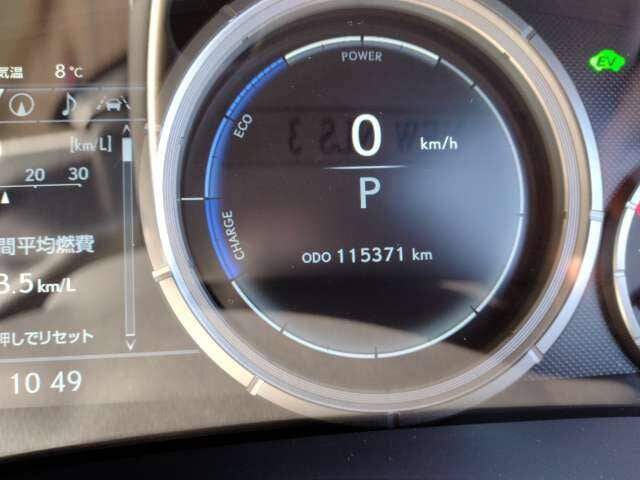 気温 8℃
[km/L]
20 30
間平均燃費
3.5 km/L
押しでリセット
10 49
POWER
ECO
CHARGE
0 km/h
P
ODO 115371 km
EV